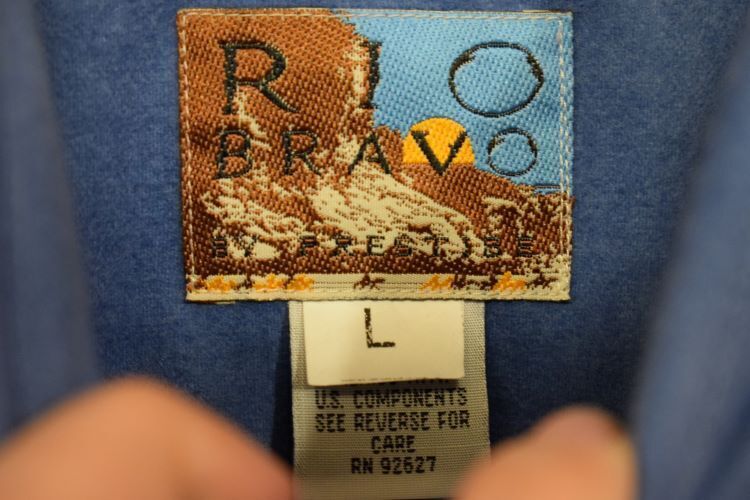 RIO
BRAVO
BY PRESTIGE
L
U.S. COMPONENTS
SEE REVERSE FOR
CARE
RN 92627